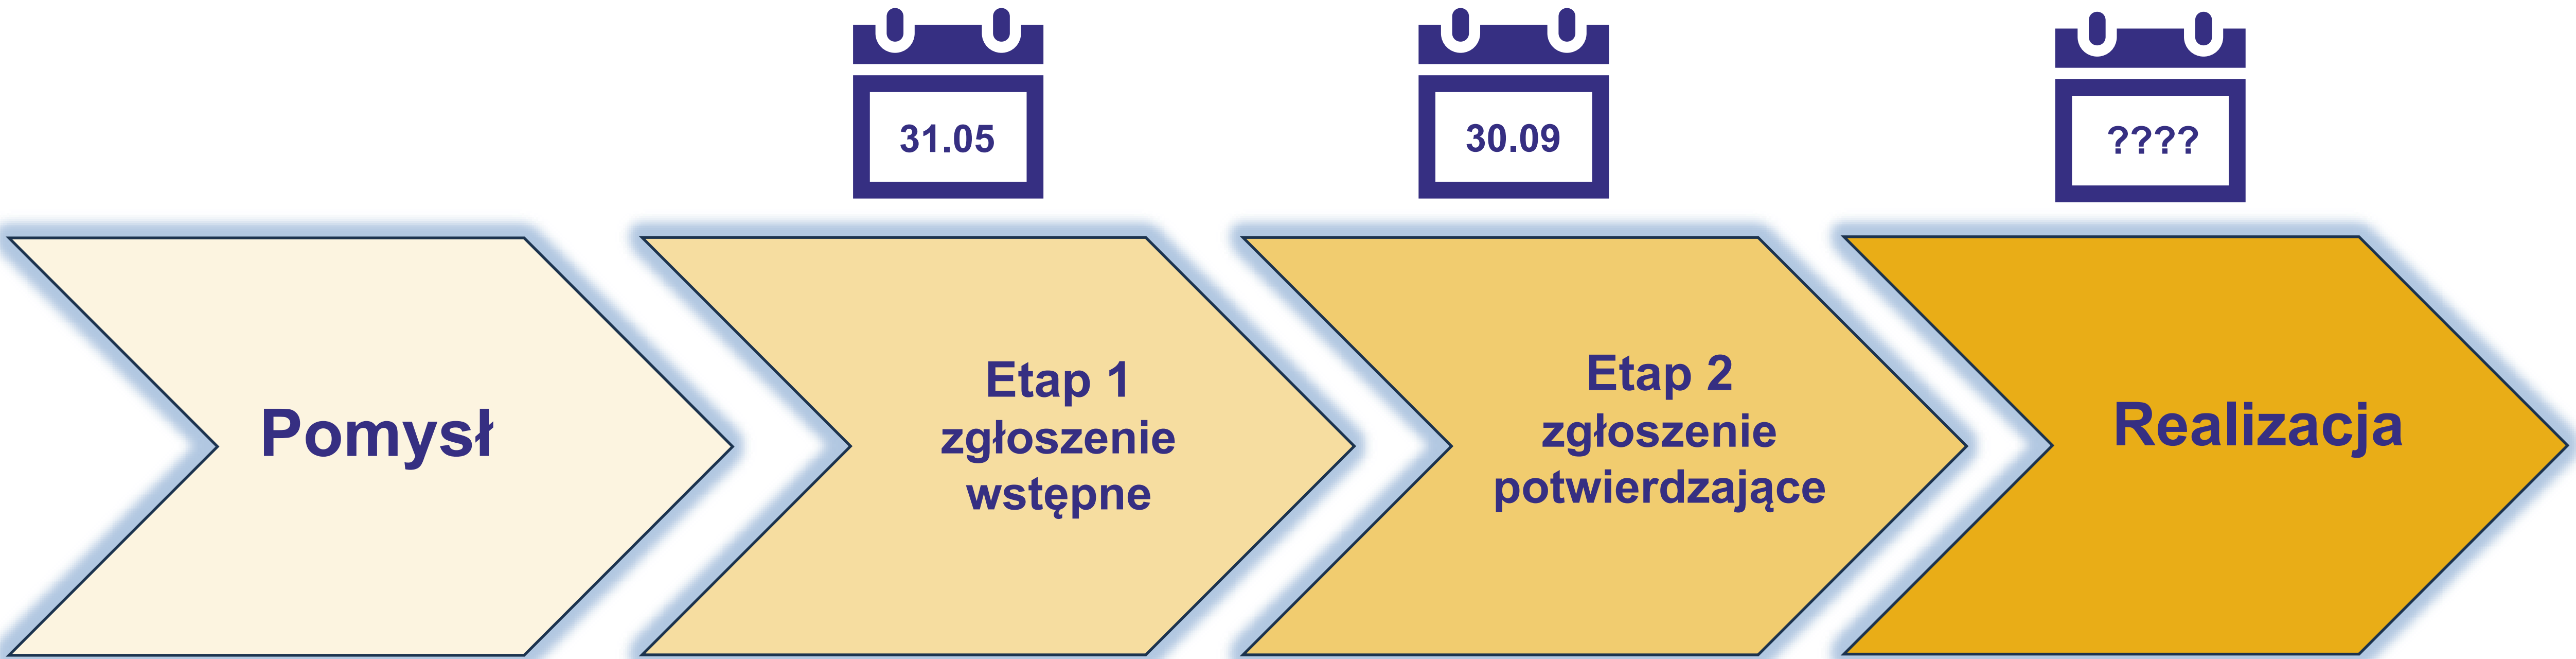 31.05
30.09
????
Pomysł
Etap 1
zgłoszenie
wstępne
Etap 2
zgłoszenie
potwierdzające
Realizacja